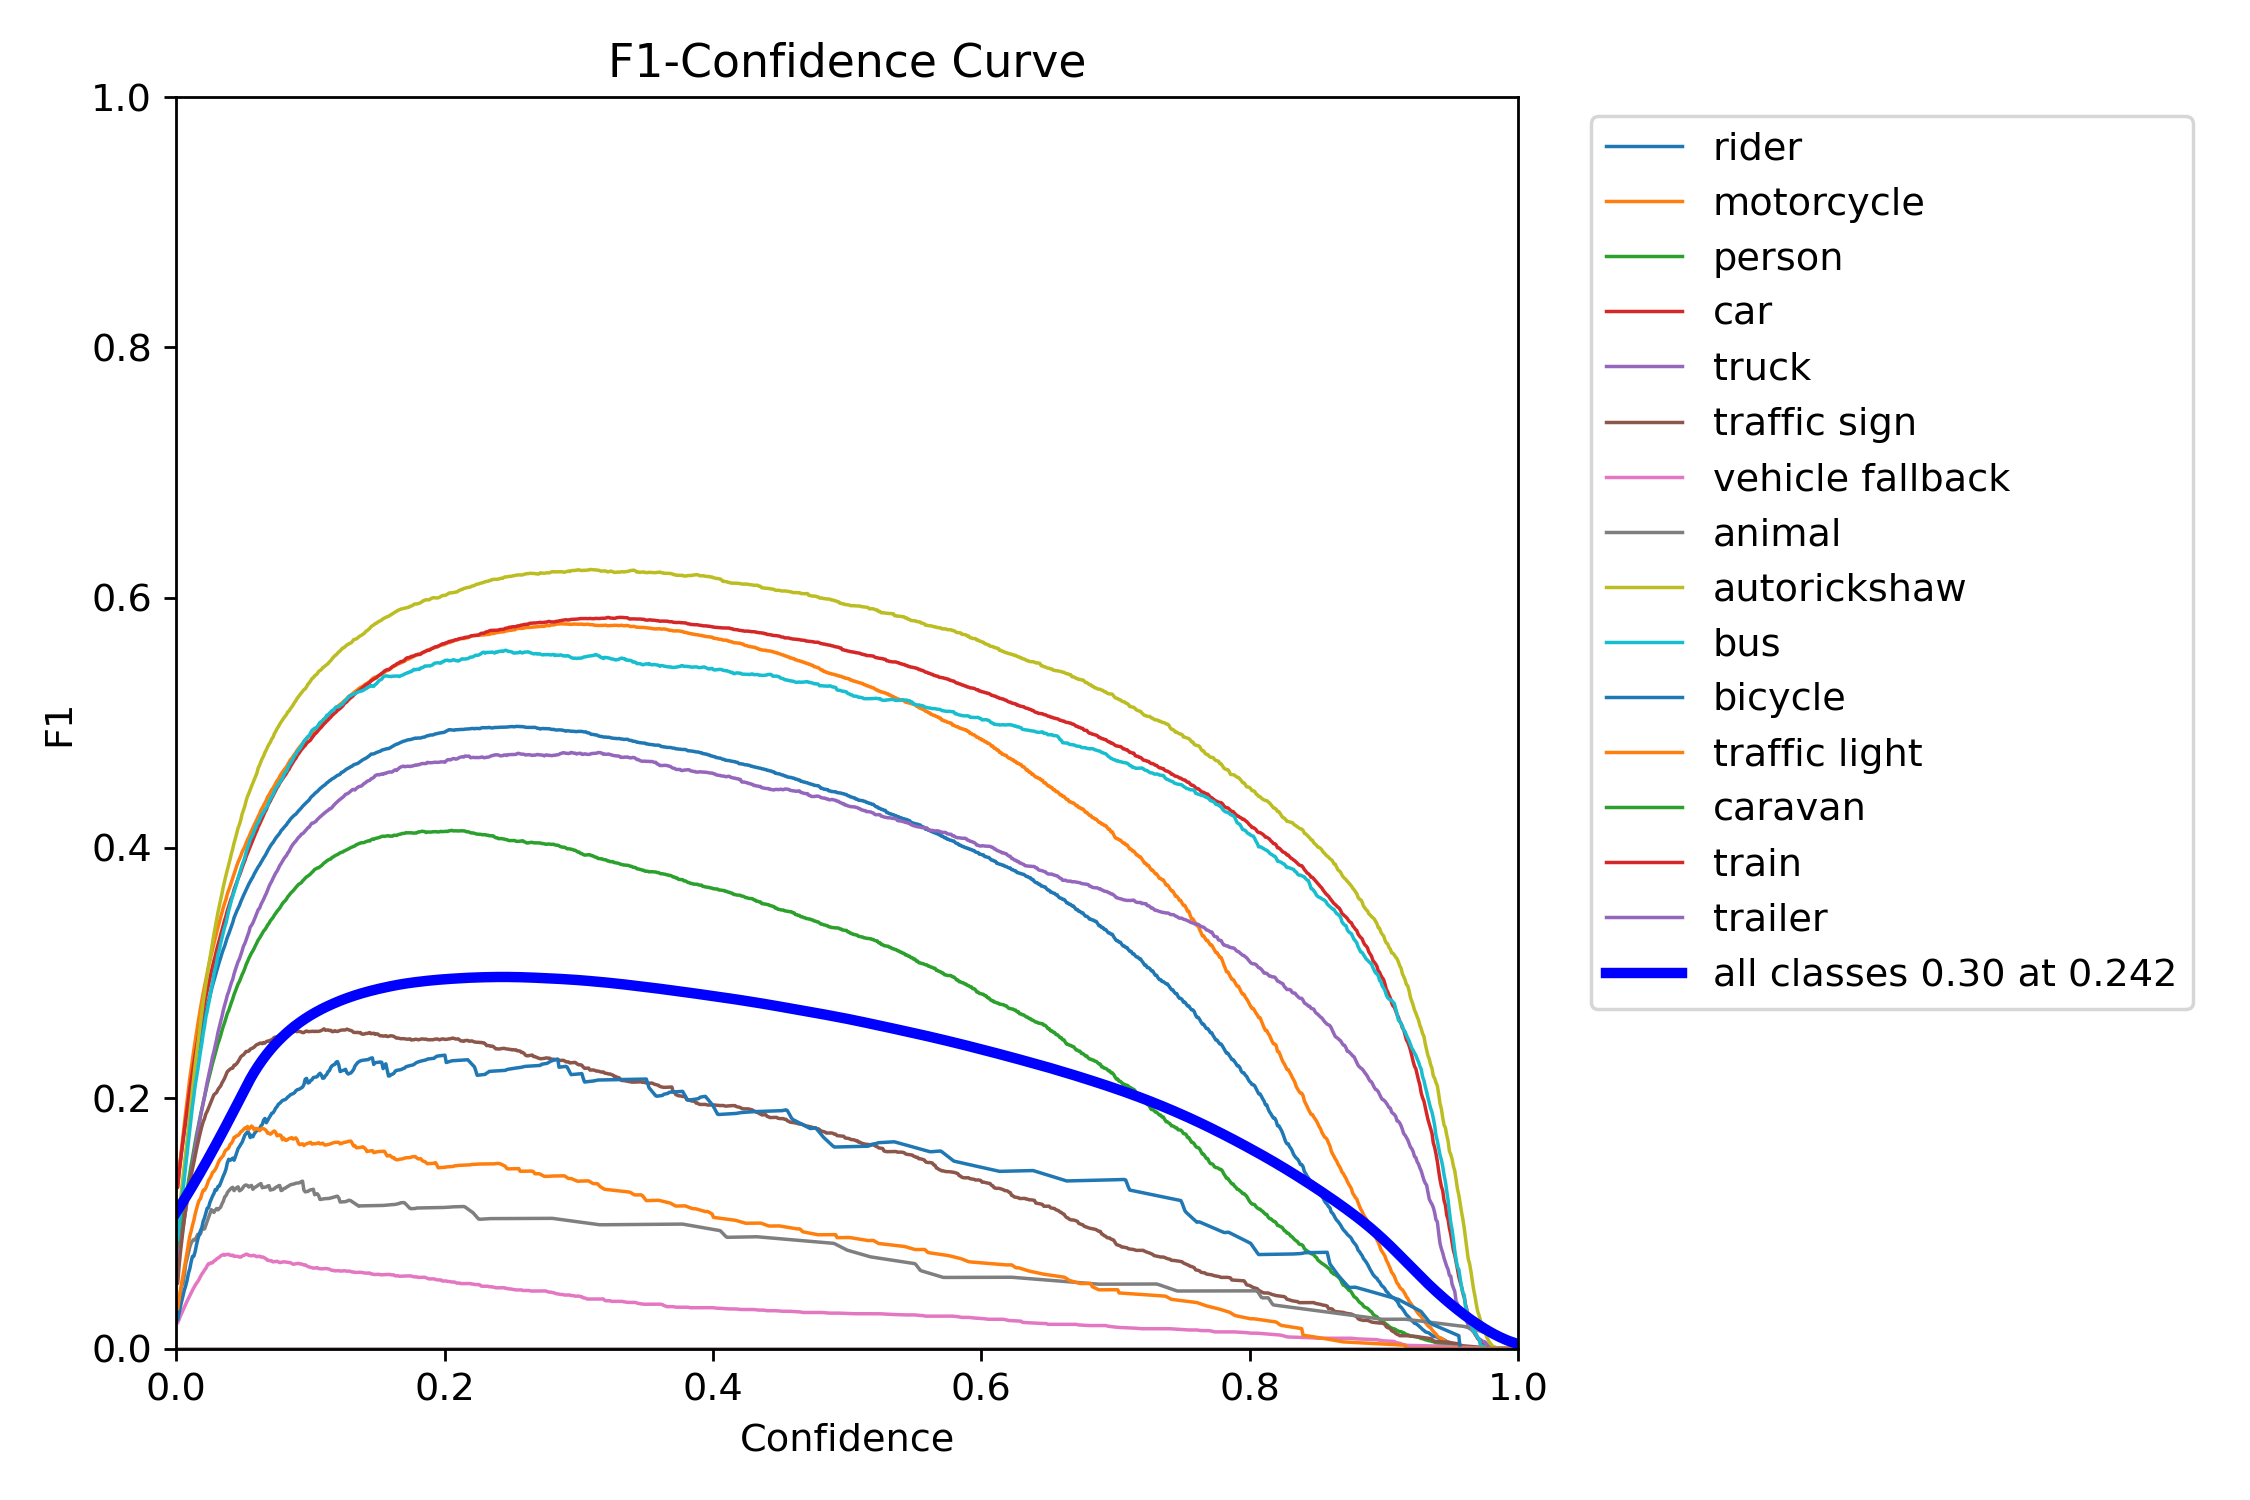 F1-Confidence Curve
1.0
0.8
0.6
0.4
0.2
0.0
F1
0.0 0.2 0.4 0.6 0.8 1.0
Confidence
rider
motorcycle
person
car
truck
traffic sign
vehicle fallback
animal
autorickshaw
bus
bicycle
traffic light
caravan
train
trailer
all classes 0.30 at 0.242